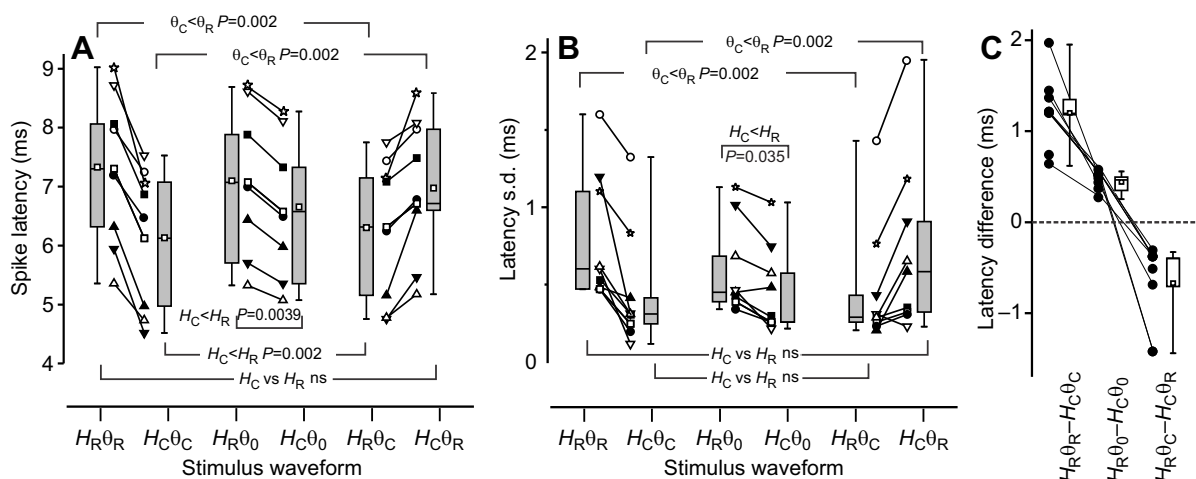 A
θC<θR P=0.002
θC<θR P=0.002
Spike latency (ms)
9
8
7
6
5
4
HC<HR P=0.0039
HC<HR P=0.002
HC vs HR ns
HRθR HCθC HRθ0 HCθ0 HRθC HCθR
Stimulus waveform
B
θC<θR P=0.002
θC<θR P=0.002
HC<HR
P=0.035
Latency s.d. (ms)
2
1
0
HC vs HR ns
HC vs HR ns
HRθR HCθC HRθ0 HCθ0 HRθC HCθR
Stimulus waveform
C
Latency difference (ms)
2
1
0
−1
HRθR–HCθC
HRθ0–HCθ0
HRθC–HCθR